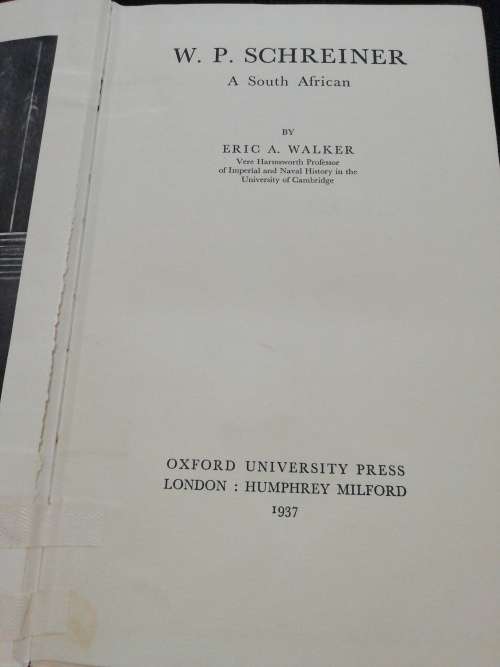 W. P. SCHREINER
A South African
BY
ERIC A. WALKER
Vere Harmsworth Professor
of Imperial and Naval History in the
University of Cambridge
OXFORD UNIVERSITY PRESS
LONDON : HUMPHREY MILFORD
1937